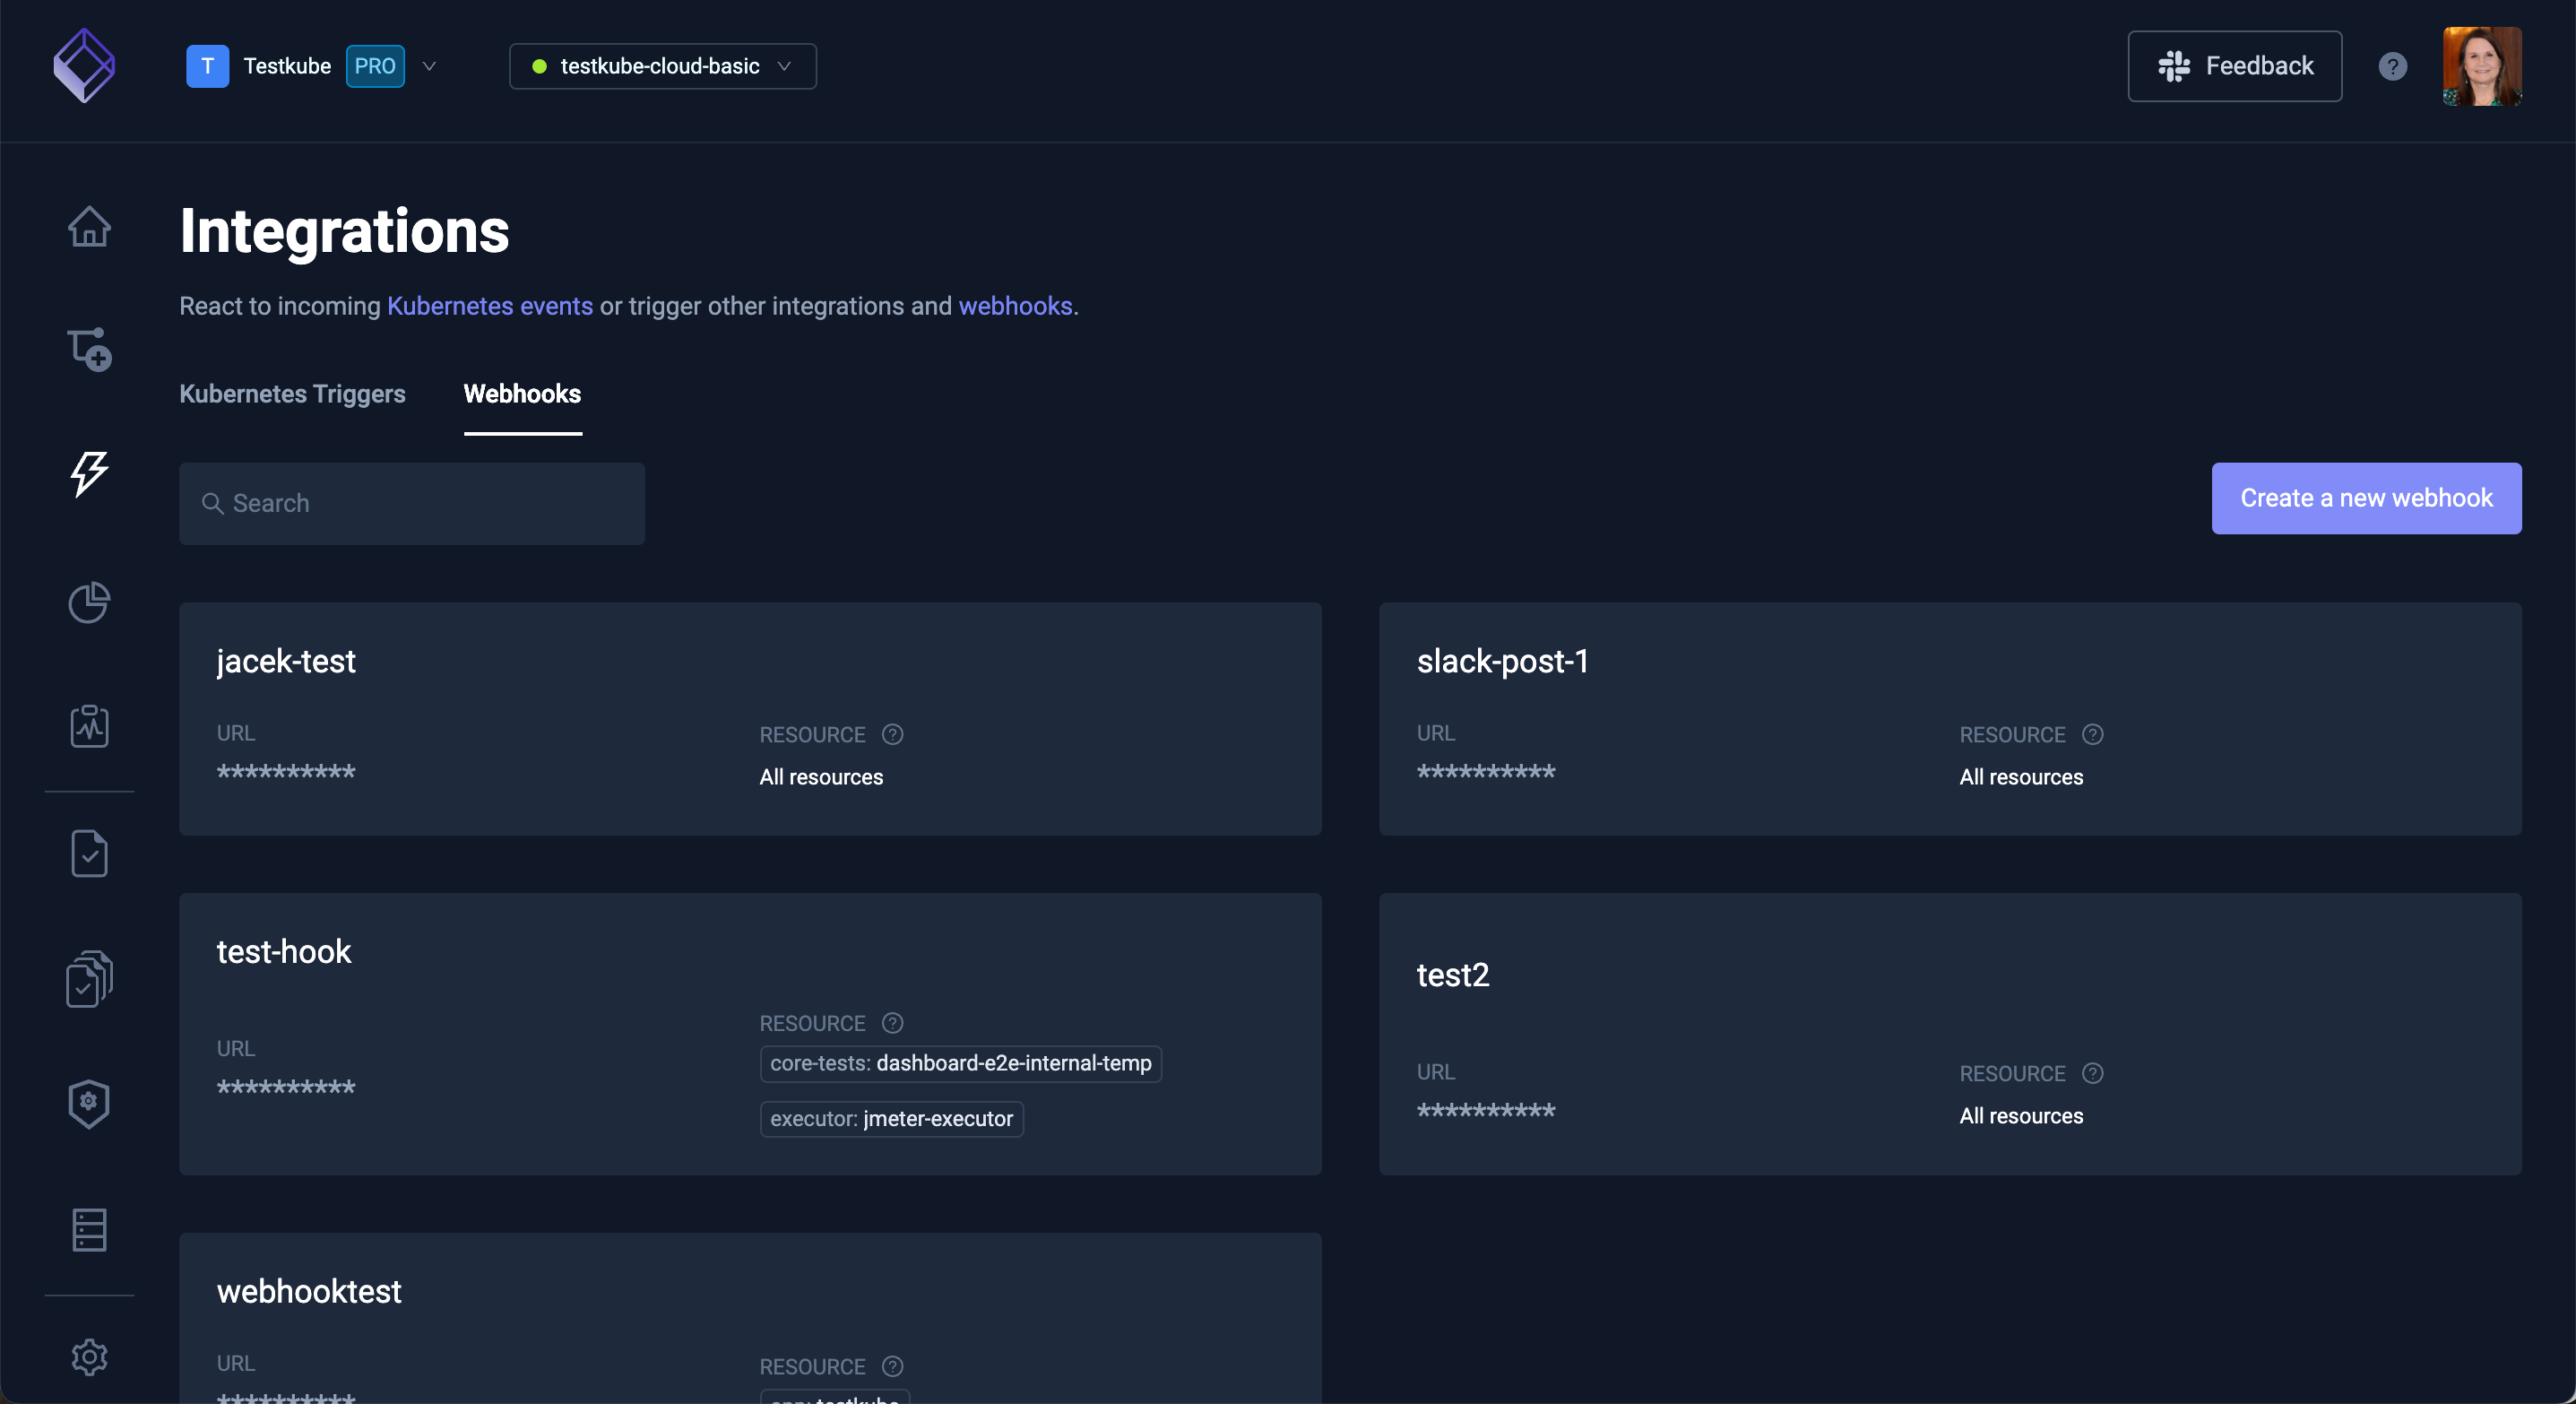 T Testkube PRO testkube-cloud-basic Feedback ?
Integrations
React to incoming Kubernetes events or trigger other integrations and webhooks.
Kubernetes Triggers Webhooks
Search Create a new webhook
jacek-test
URL RESOURCE ?
********** All resources
slack-post-1
URL RESOURCE ?
********** All resources
test-hook
URL RESOURCE ?
********** core-tests: dashboard-e2e-internal-temp
executor: jmeter-executor
test2
URL RESOURCE ?
********** All resources
webhooktest
URL RESOURCE ?
********** app: testkube